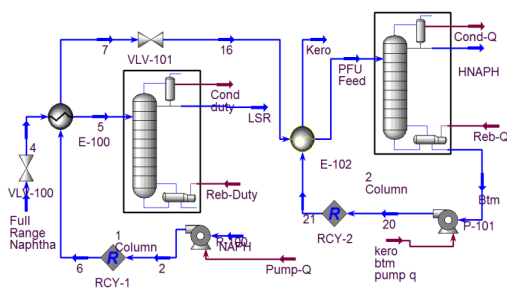 7
VLV-101
16
Kero
Cond-Q
PFU
Feed
HNAPH
Cond
duty
LSR
4
5
E-100
VLV-100
E-102
Reb-Q
Reb-Duty
2
Column
Full
Range
Naphtha
1
Column
NAPH
21
20
Btm
P-101
RCY-2
6
2
RCY-1
Pump-Q
kero
btm
pump q
R
R